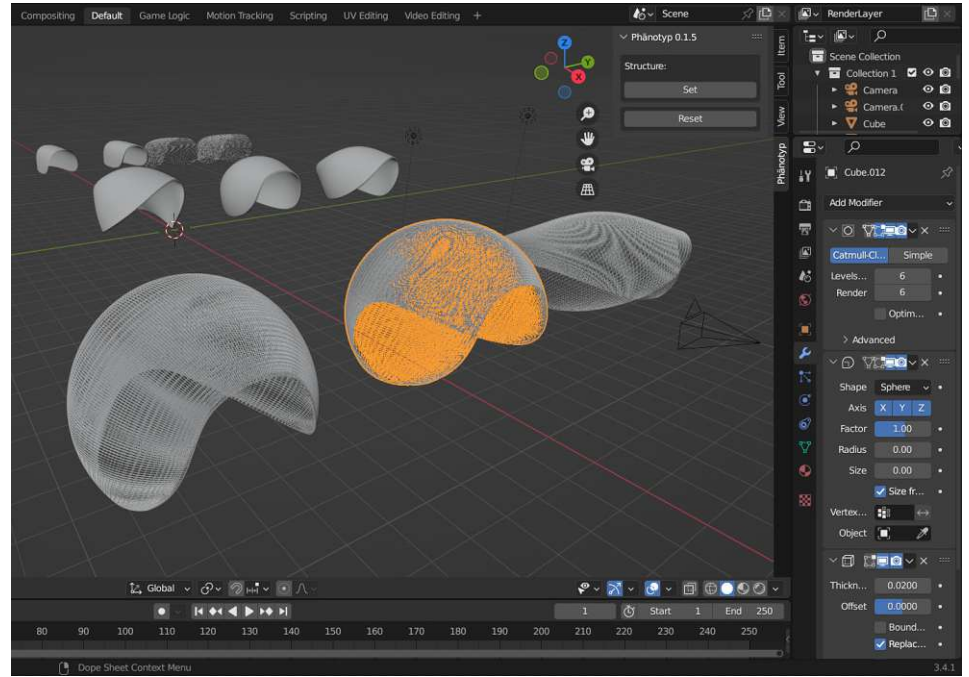 Compositing Default Game Logic Motion Tracking Scripting UV Editing Video Editing + Scene RenderLayer
Phänotyp 0.1.5
Structure:
Set
Reset
Item
Tool
View
Phänotyp
Z
Y
X
Scene Collection
Collection 1
Camera
Camera.(
Cube
Cube.012
Add Modifier
Catmull-Cl... Simple
Levels... 6
Render 6
Optim...
Advanced
Shape Sphere
Axis X Y Z
Factor 1.00
Radius 0.00
Size 0.00
Size fr...
Vertex...
Object
Thickn... 0.0200
Offset 0.0000
Bound...
Replac...
Global
1 Start 1 End 250
80 90 100 110 120 130 140 150 160 170 180 190 200 210 220 230 240 250
Dope Sheet Context Menu 3.4.1